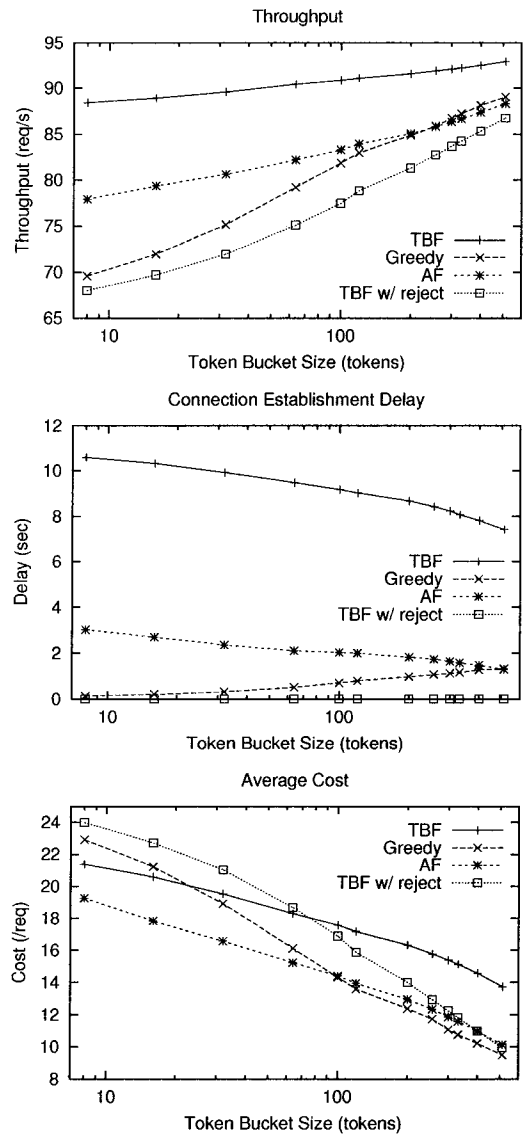 Throughput
95
90
85
80
75
70
65
Throughput (req/s)
TBF
Greedy
AF
TBF w/ reject
10
100
Token Bucket Size (tokens)
Connection Establishment Delay
12
10
8
6
4
2
0
Delay (sec)
TBF
Greedy
AF
TBF w/ reject
10
100
Token Bucket Size (tokens)
Average Cost
24
22
20
18
16
14
12
10
8
Cost (/req)
TBF
Greedy
AF
TBF w/ reject
10
100
Token Bucket Size (tokens)